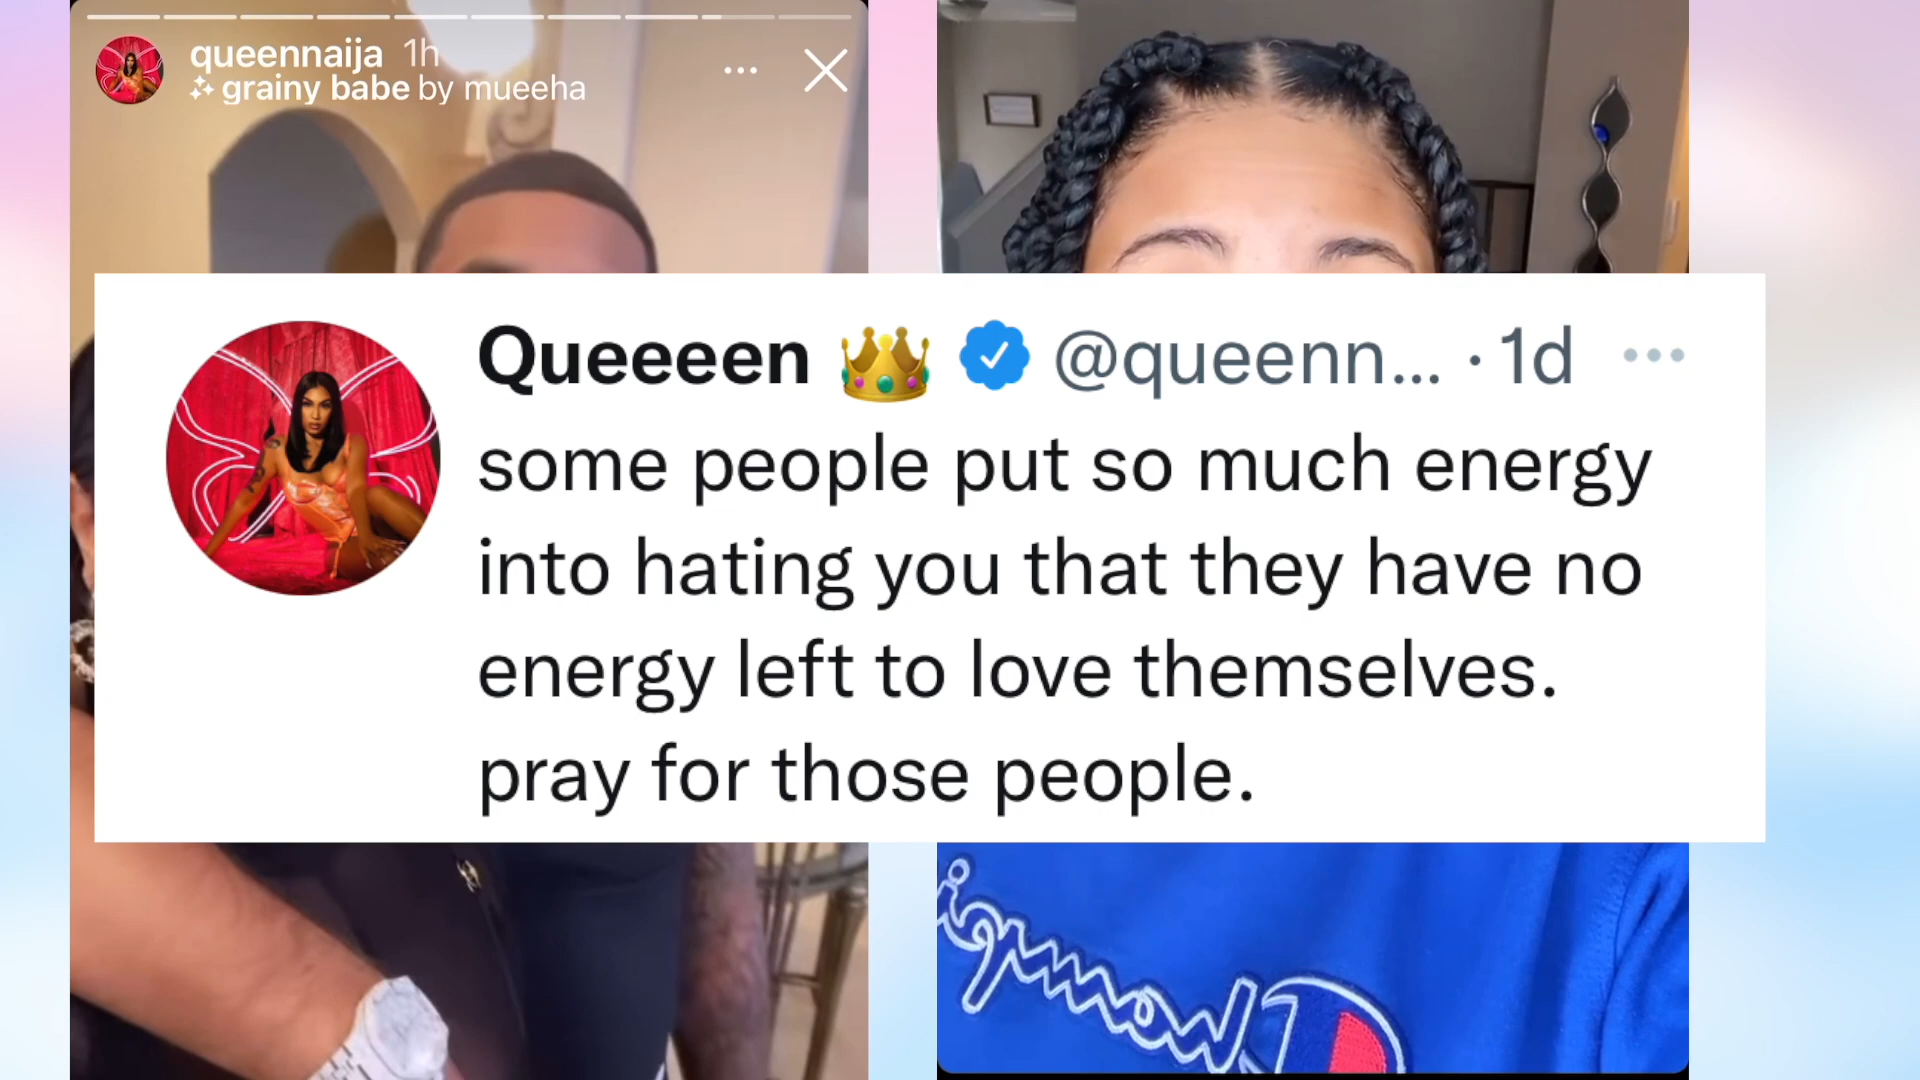 queennaija 1h
grainy babe by mueeha
Queeeen 👑 @queenn... · 1d
some people put so much energy
into hating you that they have no
energy left to love themselves.
pray for those people.
Champi